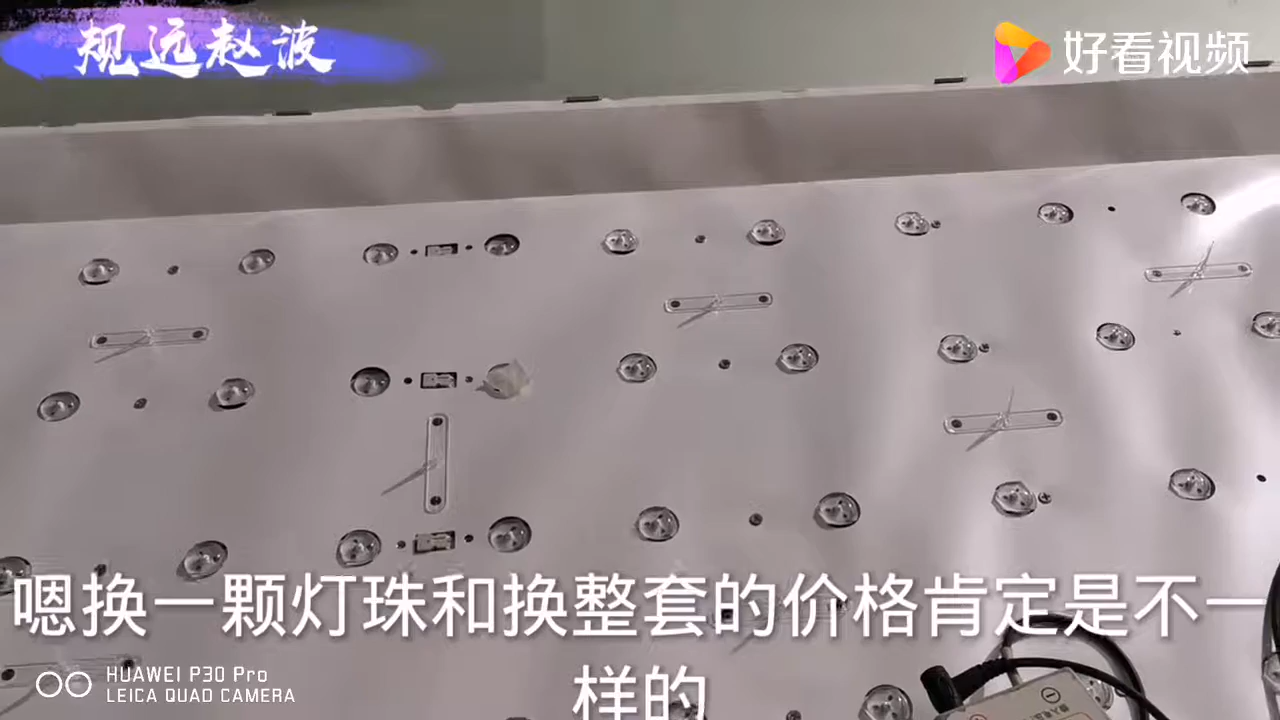 规远赵波
好看视频
嗯换一颗灯珠和换整套的价格肯定是不一
样的
HUAWEI P30 Pro
LEICA QUAD CAMERA